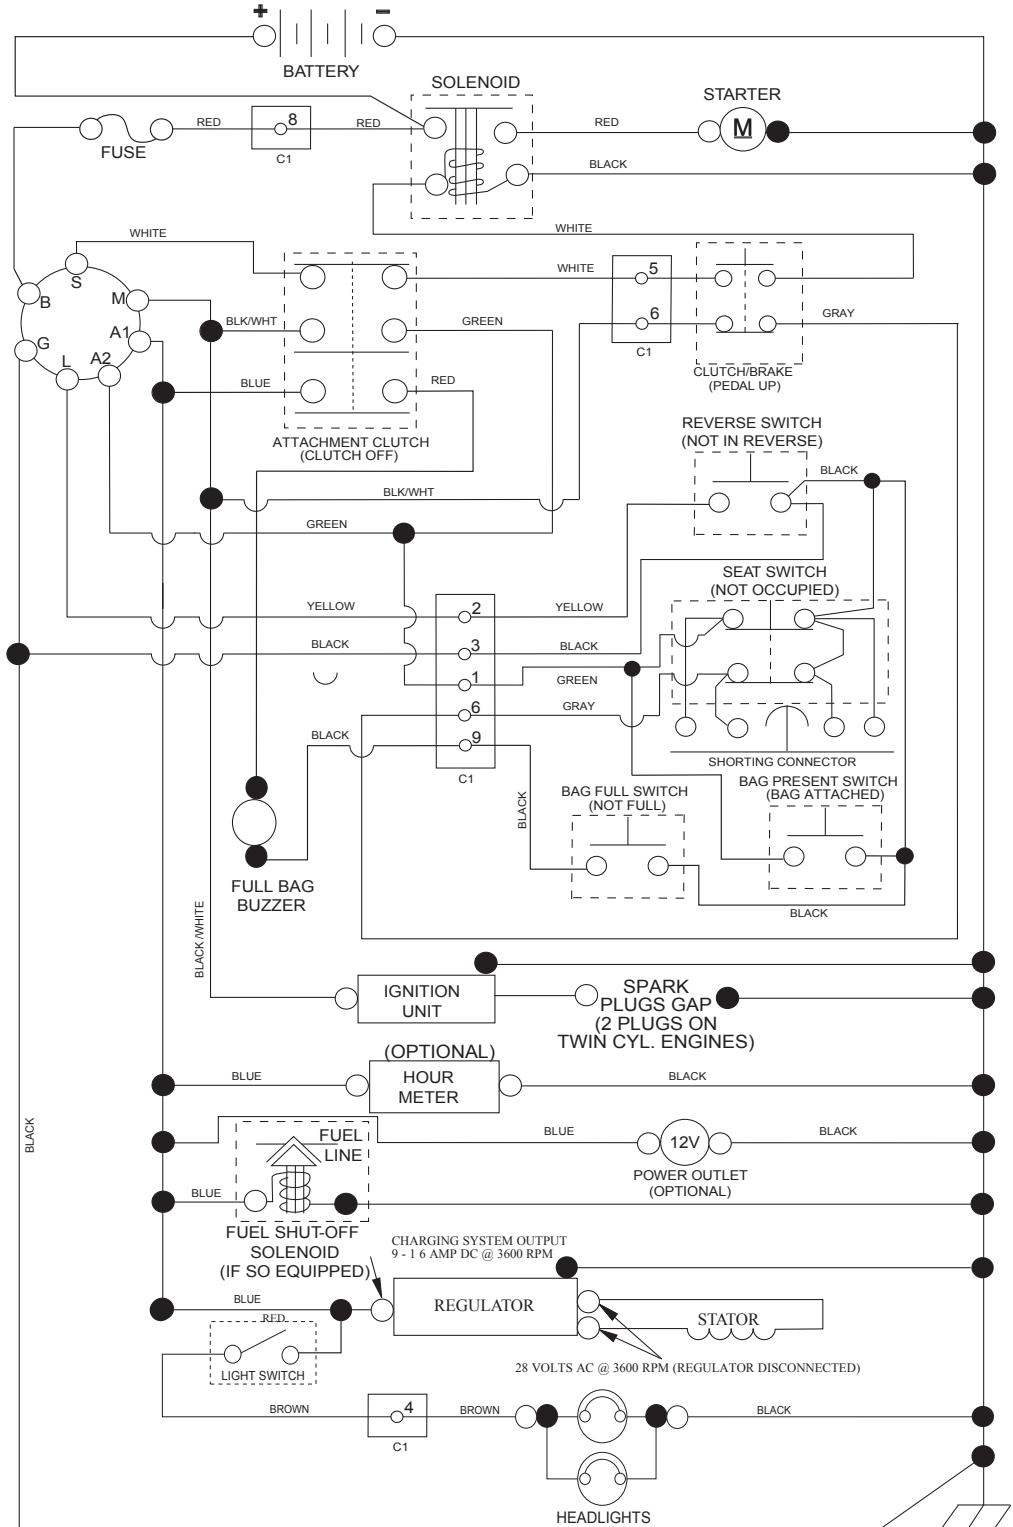 + −
BATTERY
SOLENOID
STARTER
8
RED
RED
RED
M
FUSE
C1
BLACK
WHITE
WHITE
WHITE
5
S
B
M
BLK/WHT
GREEN
6
GRAY
G
A1
C1
L
A2
BLUE
RED
CLUTCH/BRAKE
(PEDAL UP)
ATTACHMENT CLUTCH
(CLUTCH OFF)
REVERSE SWITCH
(NOT IN REVERSE)
BLACK
BLK/WHT
GREEN
SEAT SWITCH
(NOT OCCUPIED)
YELLOW
2
YELLOW
BLACK
3
BLACK
1
GREEN
6
GRAY
BLACK
9
C1
SHORTING CONNECTOR
BAG PRESENT SWITCH
(BAG ATTACHED)
BAG FULL SWITCH
(NOT FULL)
BLACK
FULL BAG
BUZZER
BLACK
BLACK/WHITE
IGNITION
UNIT
SPARK
PLUGS GAP
(2 PLUGS ON
TWIN CYL. ENGINES)
(OPTIONAL)
HOUR
METER
BLUE
BLACK
BLACK
FUEL
LINE
BLUE
12V
BLACK
POWER OUTLET
(OPTIONAL)
BLUE
FUEL SHUT-OFF
SOLENOID
(IF SO EQUIPPED)
CHARGING SYSTEM OUTPUT
9 - 1 6 AMP DC @ 3600 RPM
BLUE
REGULATOR
STATOR
RED
LIGHT SWITCH
28 VOLTS AC @ 3600 RPM (REGULATOR DISCONNECTED)
BROWN
4
BROWN
BLACK
C1
HEADLIGHTS